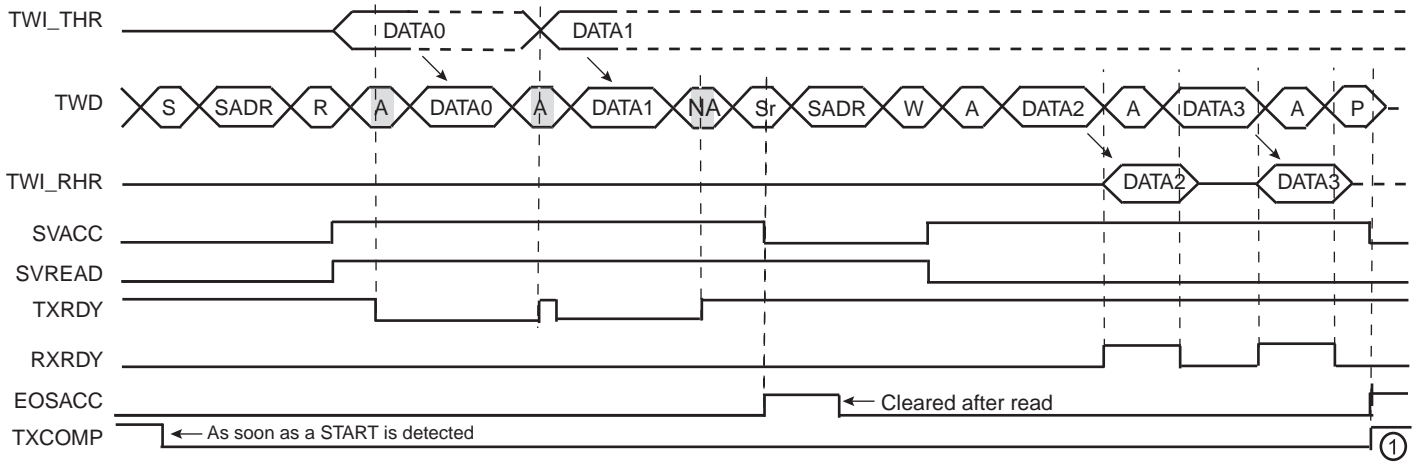 TWI_THR DATA0 DATA1
TWD S SADR R A DATA0 A DATA1 NA Sr SADR W A DATA2 A DATA3 A P
TWI_RHR DATA2 DATA3
SVACC
SVREAD
TXRDY
RXRDY
EOSACC Cleared after read
TXCOMP As soon as a START is detected 1